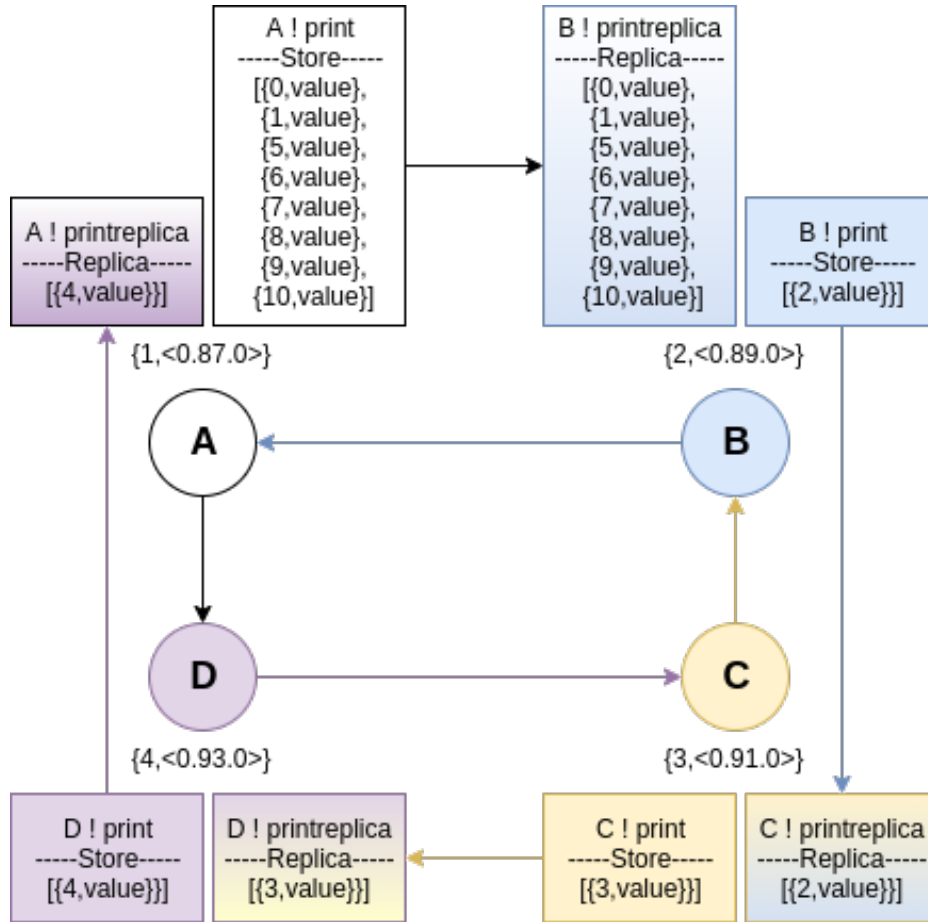 A ! print
-----Store-----
[{0,value},
{1,value},
{5,value},
{6,value},
{7,value},
{8,value},
{9,value},
{10,value}]
B ! printreplica
-----Replica-----
[{0,value},
{1,value},
{5,value},
{6,value},
{7,value},
{8,value},
{9,value},
{10,value}]
A ! printreplica
-----Replica-----
[{4,value}}]
B ! print
-----Store-----
[{2,value}}]
{1,<0.87.0>}
{2,<0.89.0>}
A
B
D
C
{4,<0.93.0>}
{3,<0.91.0>}
D ! print
-----Store-----
[{4,value}}]
D ! printreplica
-----Replica-----
[{3,value}}]
C ! print
-----Store-----
[{3,value}}]
C ! printreplica
-----Replica-----
[{2,value}}]